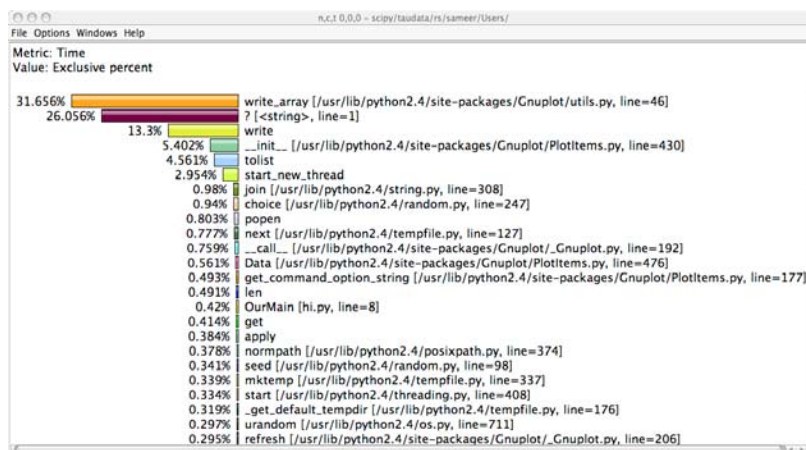 n,c,t 0,0,0 - scipy/taudata/rs/sameer/Users/
File Options Windows Help
Metric: Time
Value: Exclusive percent
31.656% write_array [/usr/lib/python2.4/site-packages/Gnuplot/utils.py, line=46]
26.056% ? [<string>, line=1]
13.3% write
5.402% __init__ [/usr/lib/python2.4/site-packages/Gnuplot/PlotItems.py, line=430]
4.561% tolist
2.954% start_new_thread
0.98% join [/usr/lib/python2.4/string.py, line=308]
0.94% choice [/usr/lib/python2.4/random.py, line=247]
0.803% popen
0.777% next [/usr/lib/python2.4/tempfile.py, line=127]
0.759% __call__ [/usr/lib/python2.4/site-packages/Gnuplot/_Gnuplot.py, line=192]
0.561% Data [/usr/lib/python2.4/site-packages/Gnuplot/PlotItems.py, line=476]
0.493% get_command_option_string [/usr/lib/python2.4/site-packages/Gnuplot/PlotItems.py, line=177]
0.491% len
0.42% OurMain [hi.py, line=8]
0.414% get
0.384% apply
0.378% normpath [/usr/lib/python2.4/posixpath.py, line=374]
0.341% seed [/usr/lib/python2.4/random.py, line=98]
0.339% mktemp [/usr/lib/python2.4/tempfile.py, line=337]
0.334% start [/usr/lib/python2.4/threading.py, line=408]
0.319% _get_default_tempdir [/usr/lib/python2.4/tempfile.py, line=176]
0.297% urandom [/usr/lib/python2.4/os.py, line=711]
0.295% refresh [/usr/lib/python2.4/site-packages/Gnuplot/_Gnuplot.py, line=206]